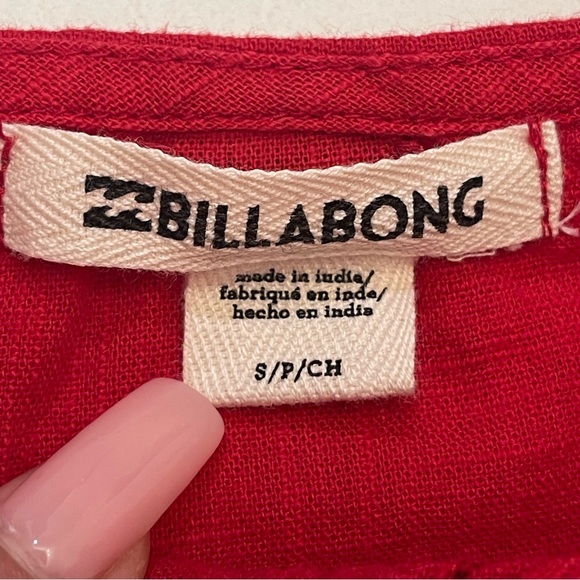 BILLABONG
made in india/
fabriqué en inde/
hecho en india
S/P/CH